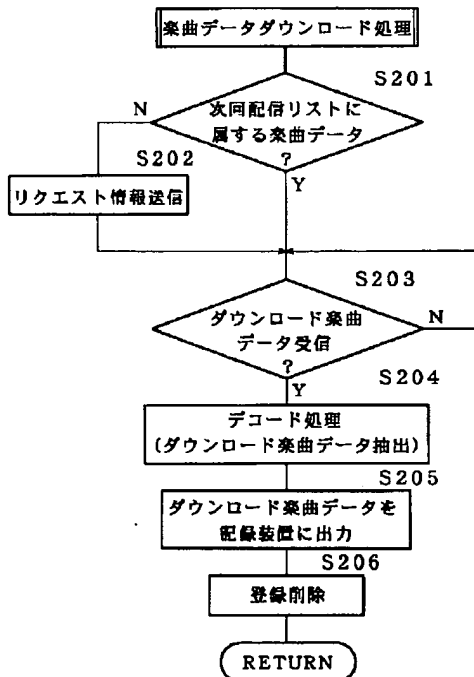 楽曲データダウンロード処理
S201
N
次回配信リストに
属する楽曲データ
?
S202
Y
リクエスト情報送信
S203
ダウンロード楽曲
N
データ受信
?
S204
Y
デコード処理
(ダウンロード楽曲データ抽出)
S205
ダウンロード楽曲データを
記録装置に出力
S206
登録削除
RETURN